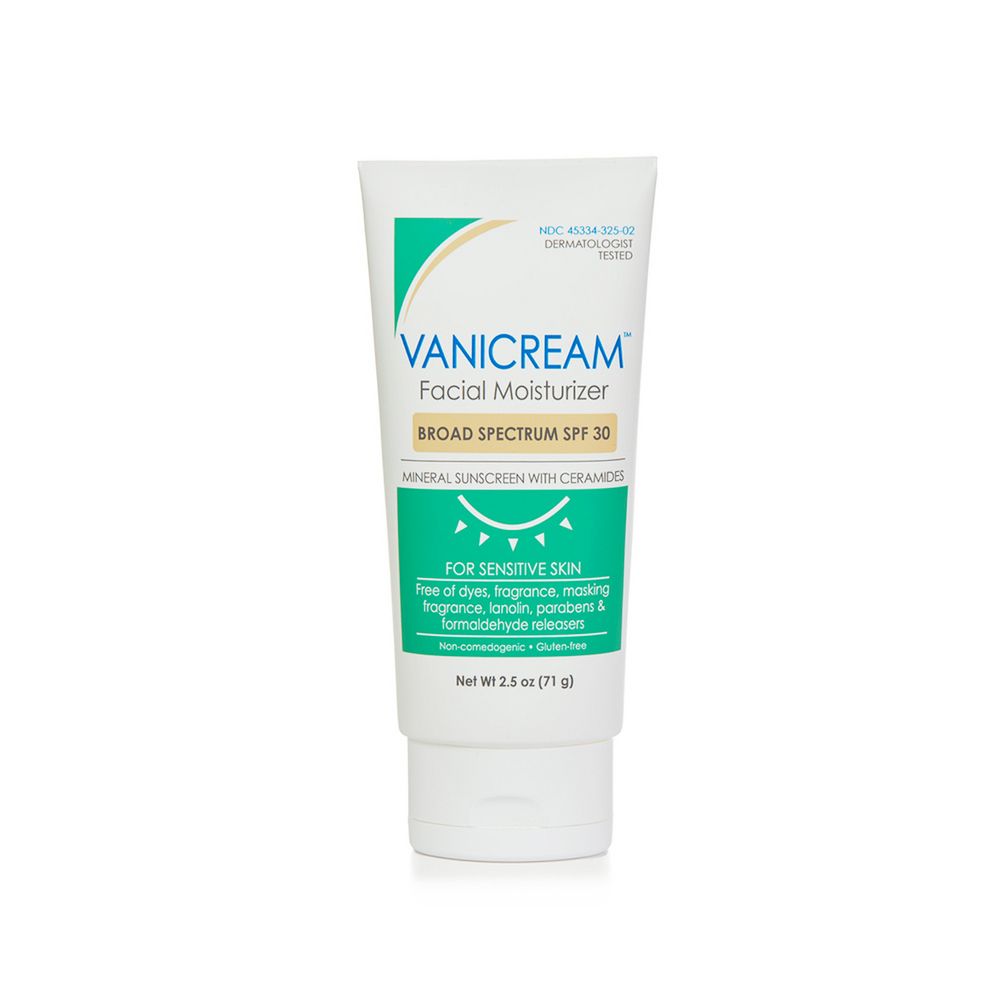 NDC 45334-325-02
DERMATOLOGIST
TESTED
VANICREAM™
Facial Moisturizer
BROAD SPECTRUM SPF 30
MINERAL SUNSCREEN WITH CERAMIDES
FOR SENSITIVE SKIN
Free of dyes, fragrance, masking
fragrance, lanolin, parabens &
formaldehyde releasers
Non-comedogenic • Gluten-free
Net Wt 2.5 oz (71 g)